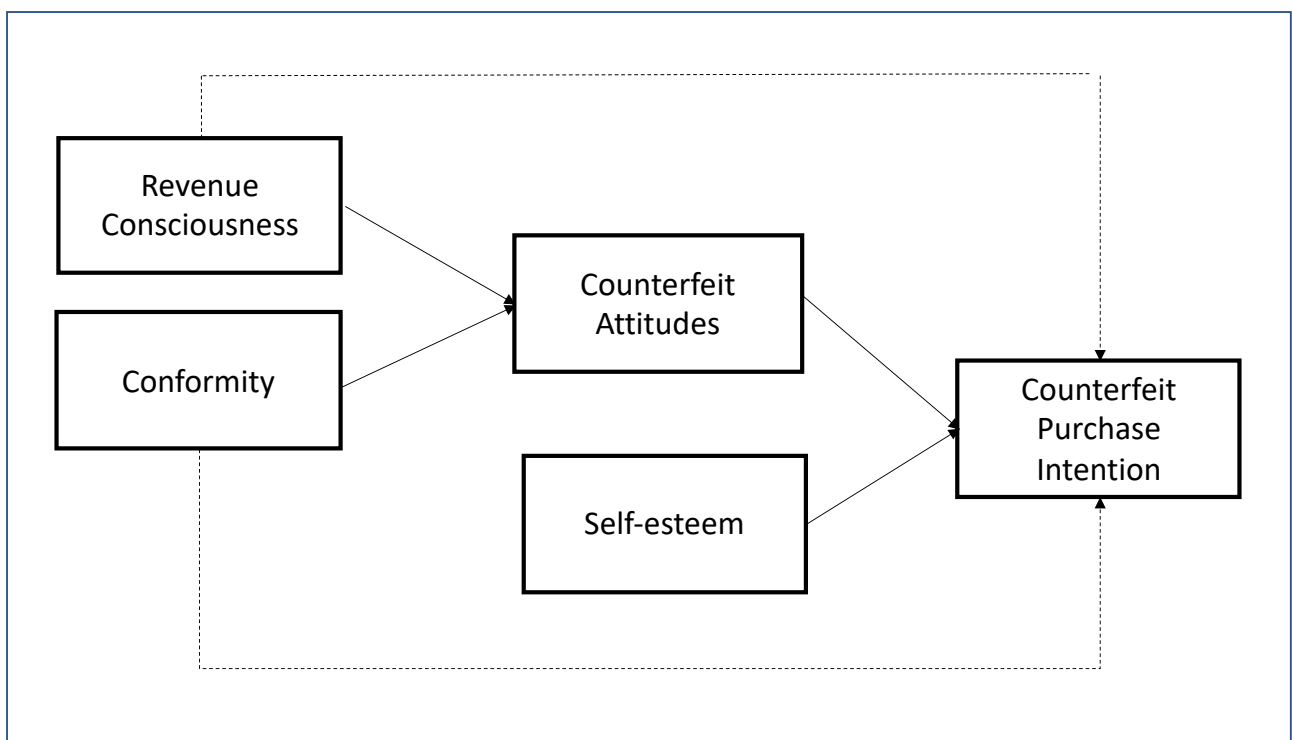 Revenue
Consciousness
Conformity
Counterfeit
Attitudes
Self-esteem
Counterfeit
Purchase
Intention